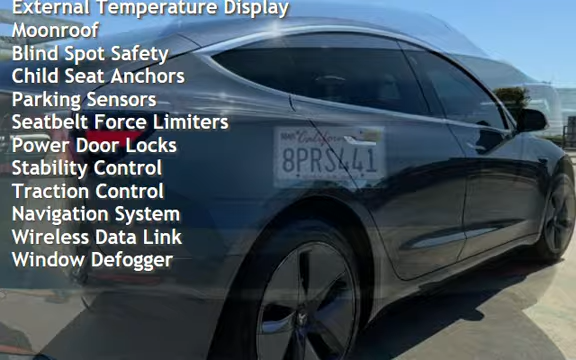 External Temperature Display
Moonroof
Blind Spot Safety
Child Seat Anchors
Parking Sensors
Seatbelt Force Limiters
Power Door Locks
Stability Control
Traction Control
Navigation System
Wireless Data Link
Window Defogger
California
8PRS441